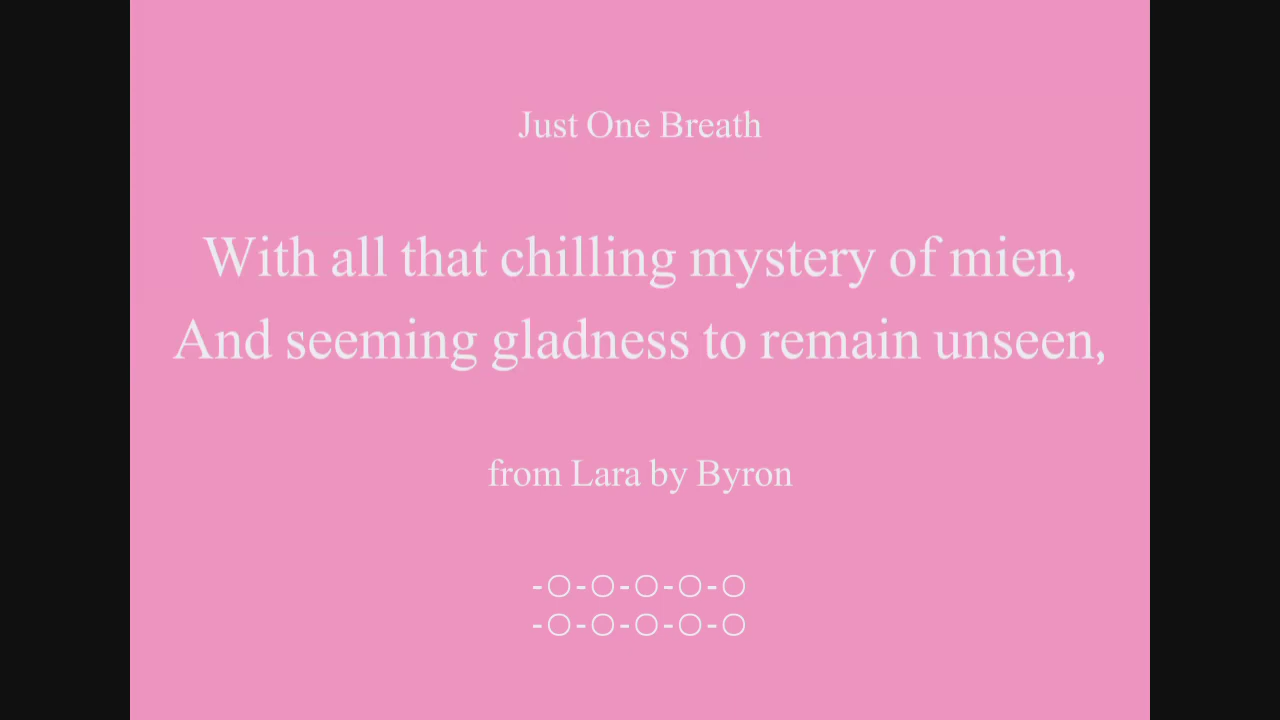 Just One Breath
With all that chilling mystery of mien,
And seeming gladness to remain unseen,
from Lara by Byron
-O-O-O-O-O
-O-O-O-O-O